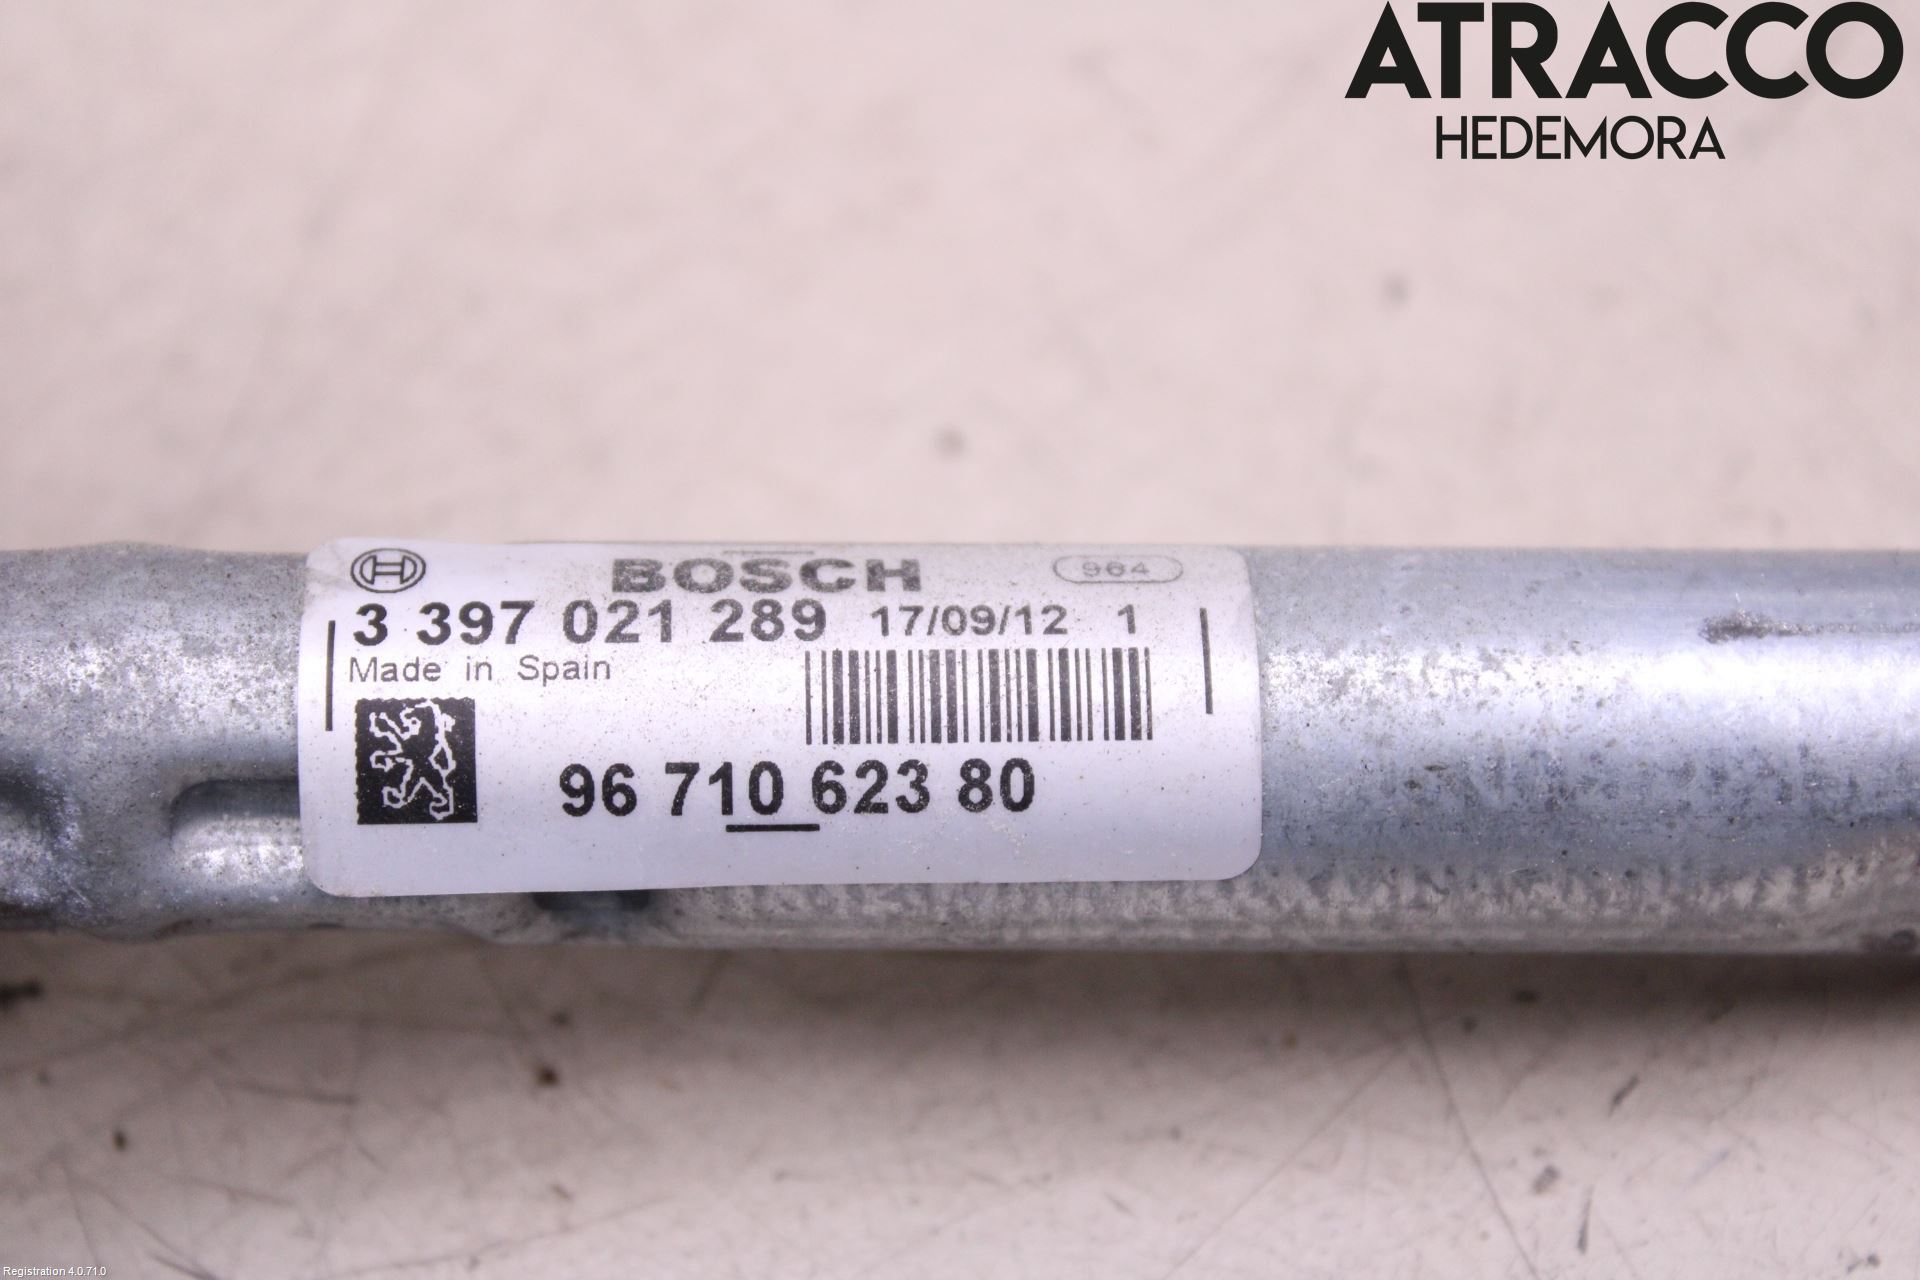 ATRACCO
HEDEMORA
BOSCH 964
3 397 021 289 17/09/12 1
Made in Spain
96 710 623 80
Registration 4.0.71.0